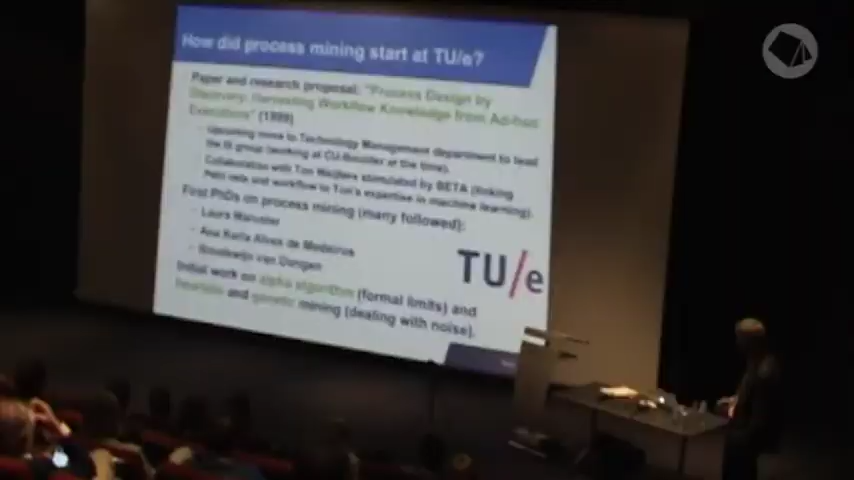 How did process mining start at TU/e?
Paper and research proposal: "Process Design by
Discovery: Harvesting Workflow Knowledge from Ad-hoc
Executions" (1999)
Upcoming move to Technology Management department to lead
the IS group (working at CU-Boulder at the time).
Collaboration with Ton Weijters stimulated by BETA (linking
Petri nets and workflow to Ton's expertise in machine learning)
First PhDs on process mining (many followed):
Laura Maruster
Ana Karla Alves de Medeiros
Boudewijn van Dongen
Initial work on alpha algorithm (formal limits) and
heuristic and genetic mining (dealing with noise).
TU/e